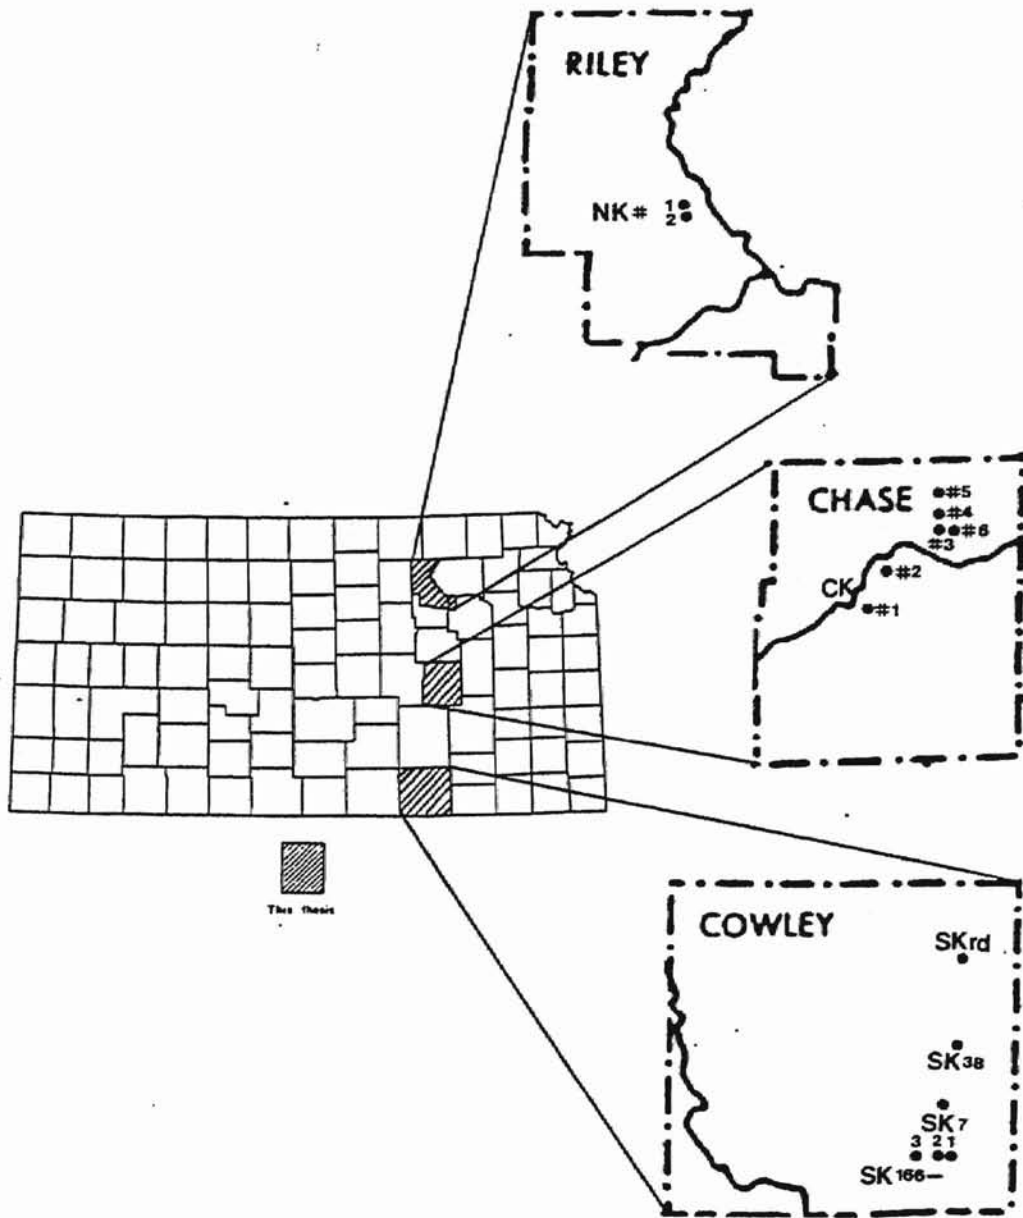 RILEY
NK# 1
2
CHASE
#5
#4
#6
#3
#2
CK
#1
This thesis
COWLEY
SKrd
SK38
SK7
3 2 1
SK166-